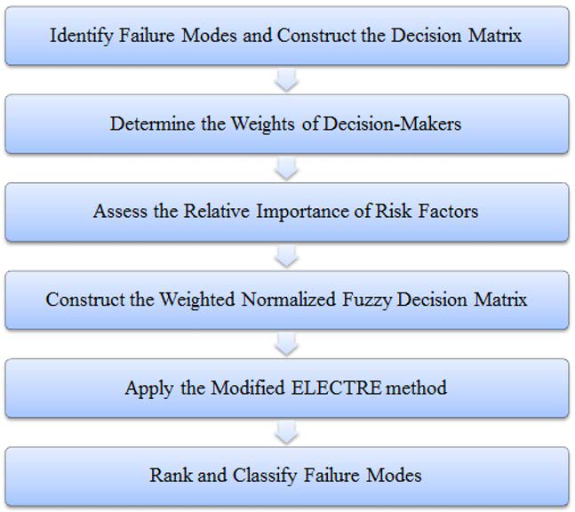 Identify Failure Modes and Construct the Decision Matrix
Determine the Weights of Decision-Makers
Assess the Relative Importance of Risk Factors
Construct the Weighted Normalized Fuzzy Decision Matrix
Apply the Modified ELECTRE method
Rank and Classify Failure Modes